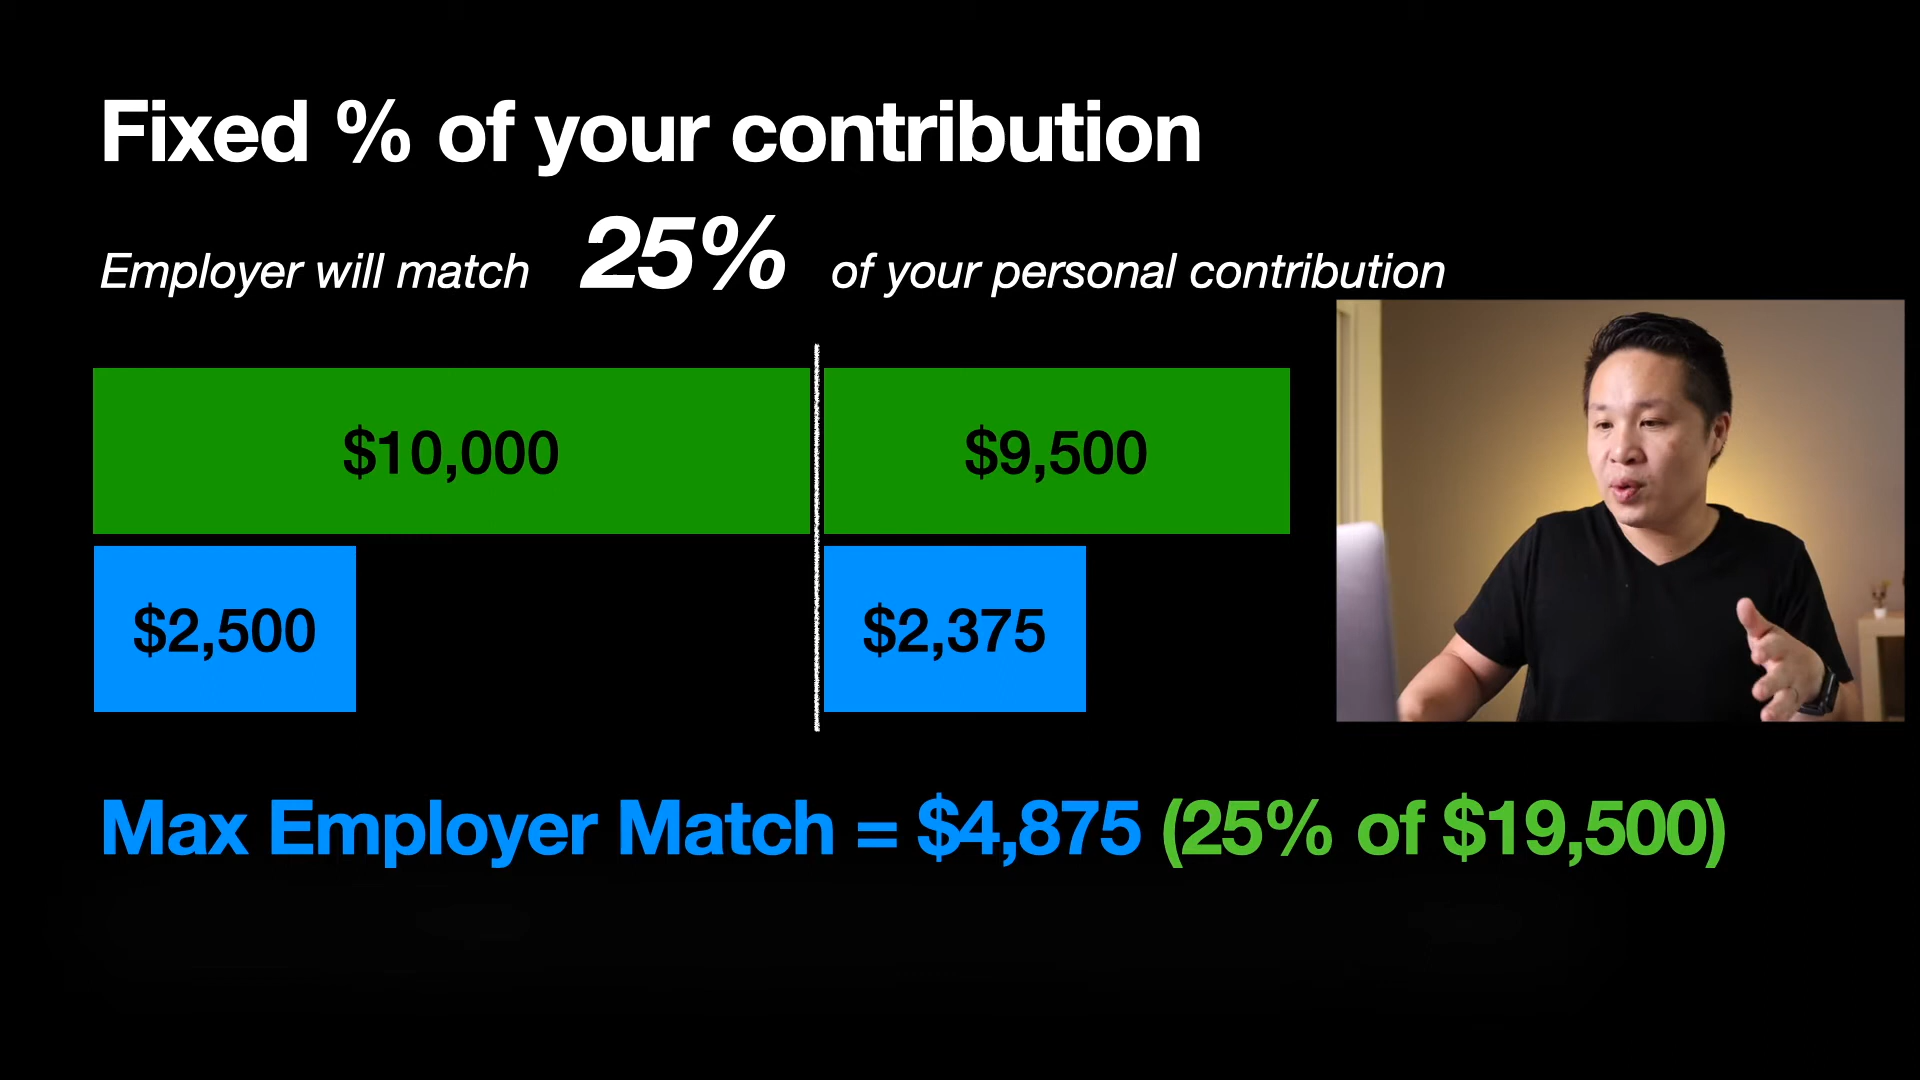 Fixed % of your contribution
Employer will match 25% of your personal contribution
$10,000 $9,500
$2,500 $2,375
Max Employer Match = $4,875 (25% of $19,500)